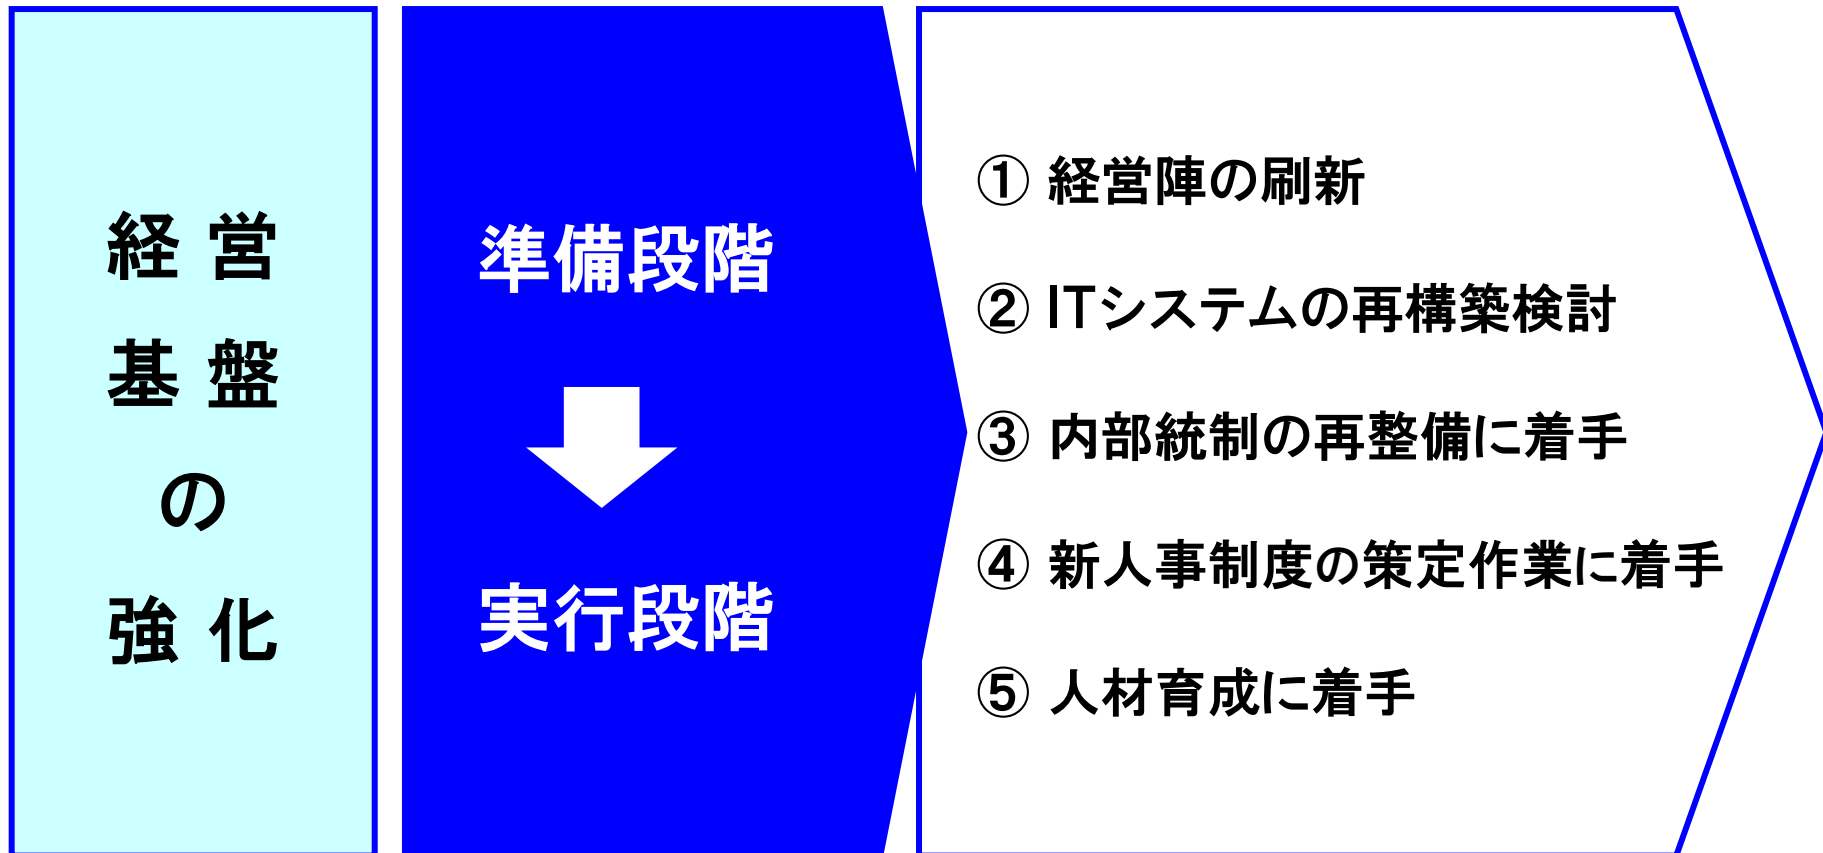 経営
基盤
の
強化
準備段階
実行段階
① 経営陣の刷新
② ITシステムの再構築検討
③ 内部統制の再整備に着手
④ 新人事制度の策定作業に着手
⑤ 人材育成に着手